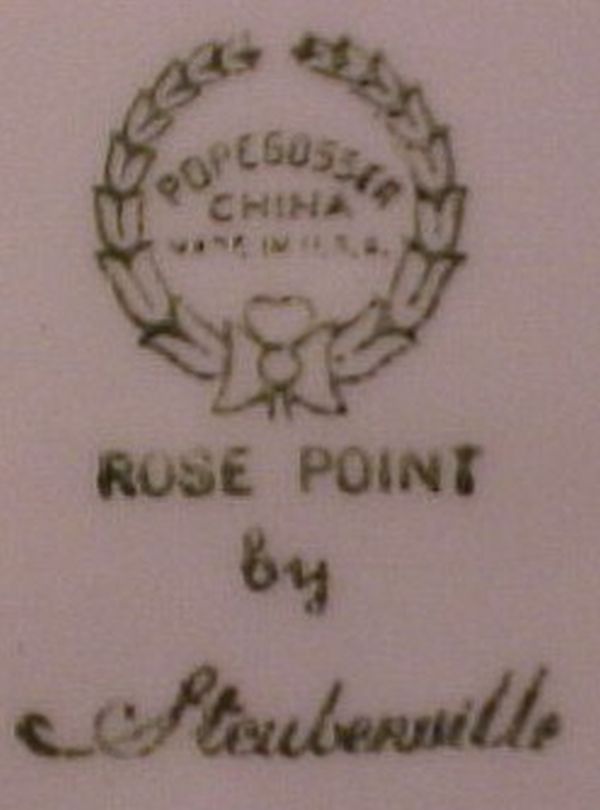 POPE GOSSER
CHINA
MADE IN U.S.A.
ROSE POINT
by
Steubenville